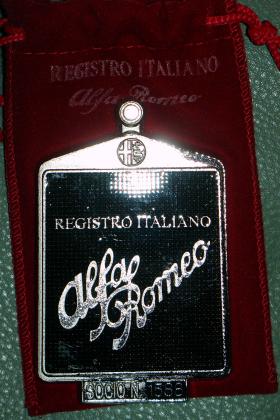 REGISTRO ITALIANO
Alfa Romeo
REGISTRO ITALIANO
Alfa Romeo
SOCIO N.